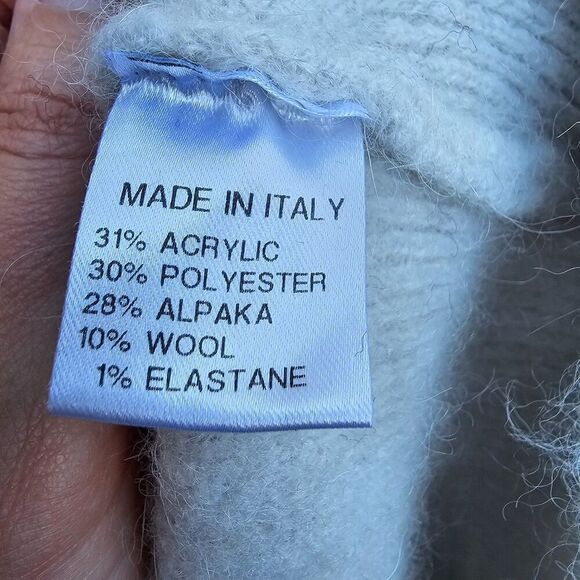 MADE IN ITALY
31% ACRYLIC
30% POLYESTER
28% ALPAKA
10% WOOL
1% ELASTANE